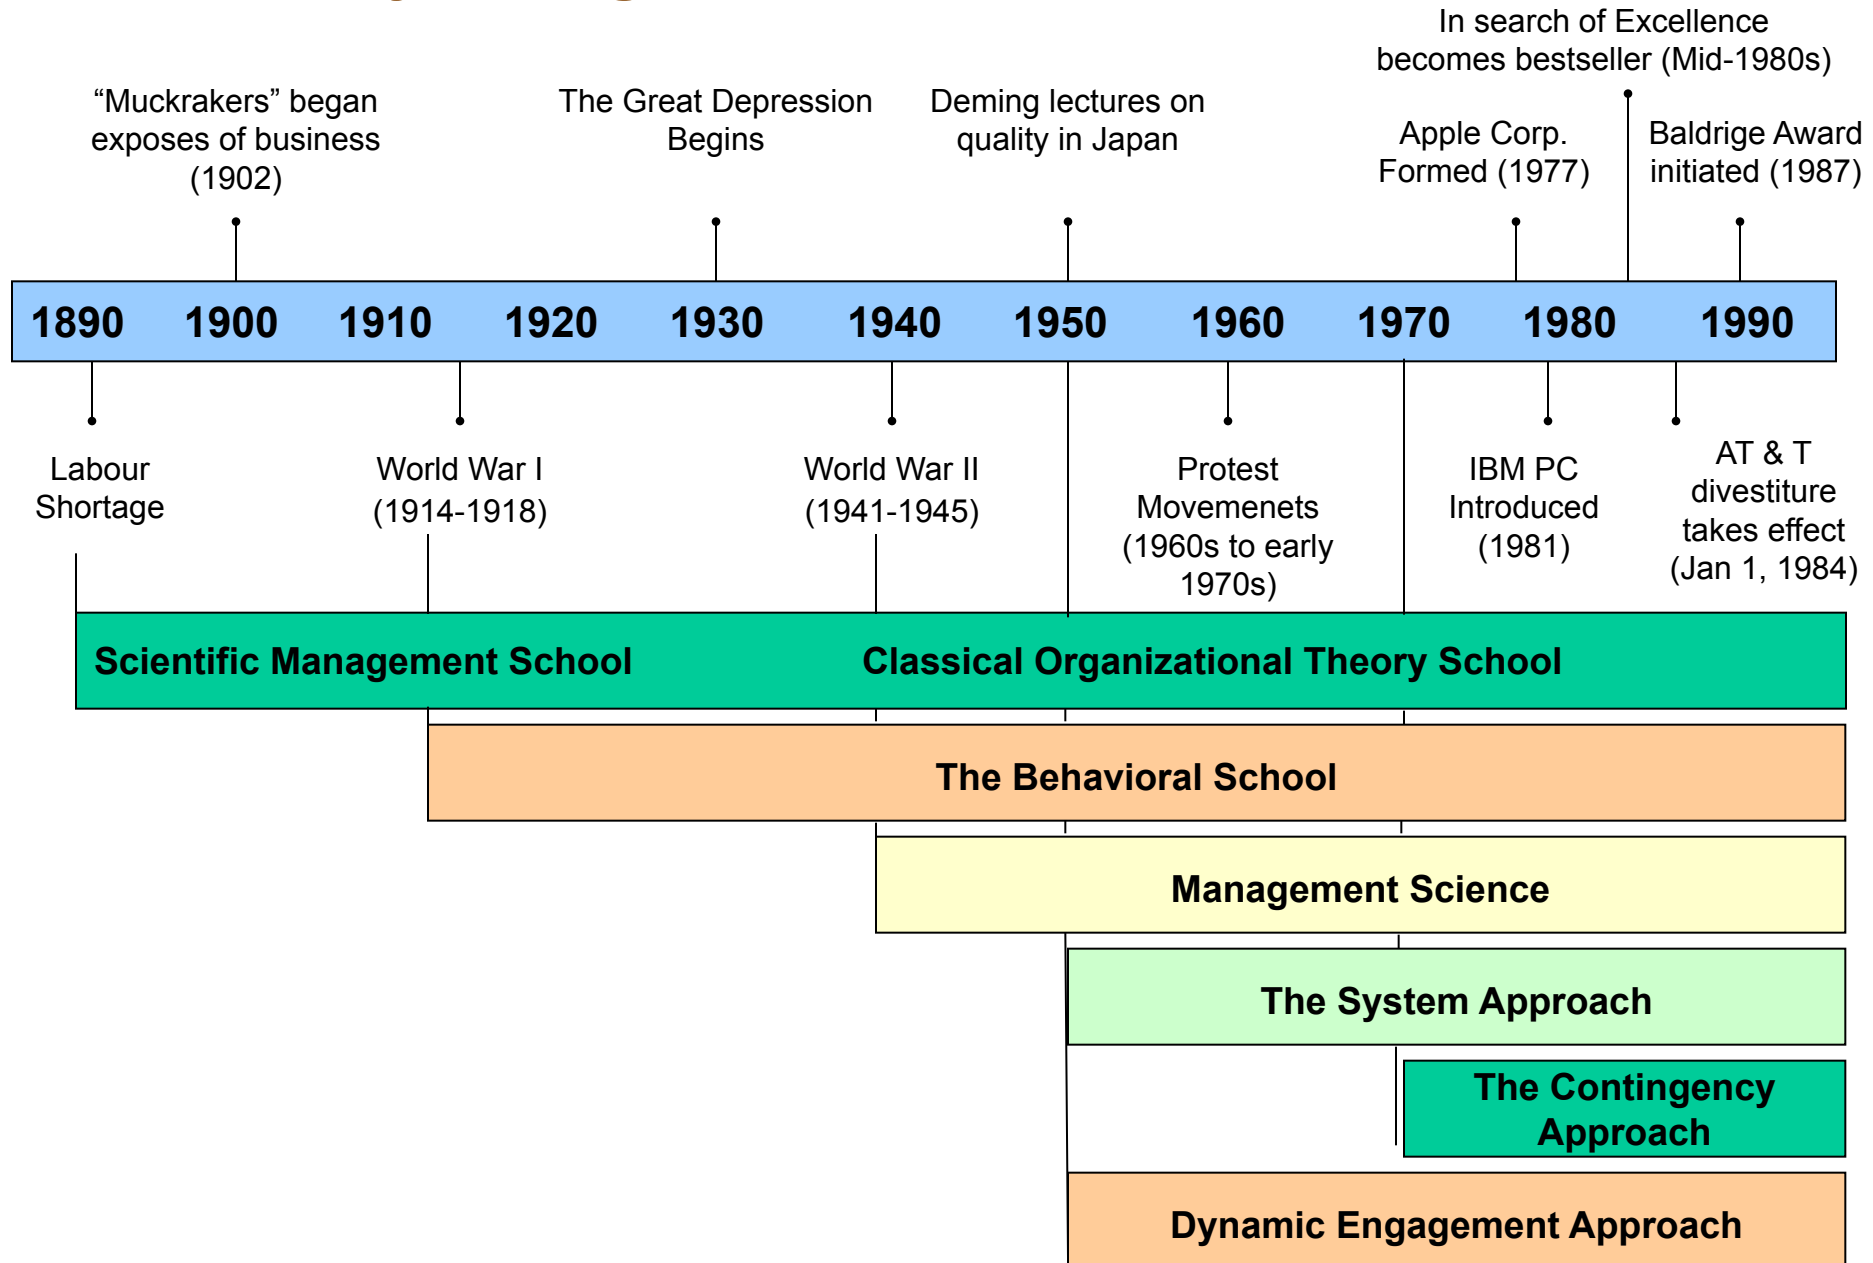 In search of Excellence
becomes bestseller (Mid-1980s)
“Muckrakers” began
exposes of business
(1902)
The Great Depression
Begins
Deming lectures on
quality in Japan
Apple Corp.
Formed (1977)
Baldrige Award
initiated (1987)
1890 1900 1910 1920 1930 1940 1950 1960 1970 1980 1990
Labour
Shortage
World War I
(1914-1918)
World War II
(1941-1945)
Protest
Movemenets
(1960s to early
1970s)
IBM PC
Introduced
(1981)
AT & T
divestiture
takes effect
(Jan 1, 1984)
Scientific Management School Classical Organizational Theory School
The Behavioral School
Management Science
The System Approach
The Contingency
Approach
Dynamic Engagement Approach